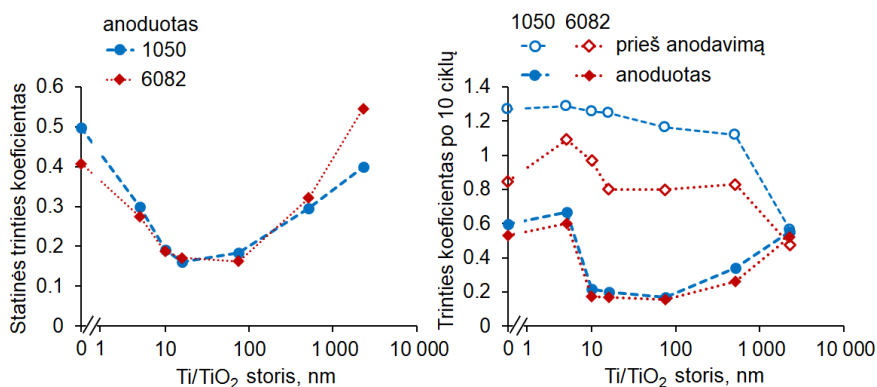 anoduotas
1050
6082
Statinės trinties koeficientas
0.6
0.5
0.4
0.3
0.2
0.1
0
0 1 10 100 1 000 10 000
Ti/TiO2 storis, nm
1050 6082
prieš anodavimą
anoduotas
Trinties koeficientas po 10 ciklų
1.4
1.2
1
0.8
0.6
0.4
0.2
0
0 1 10 100 1 000 10 000
Ti/TiO2 storis, nm